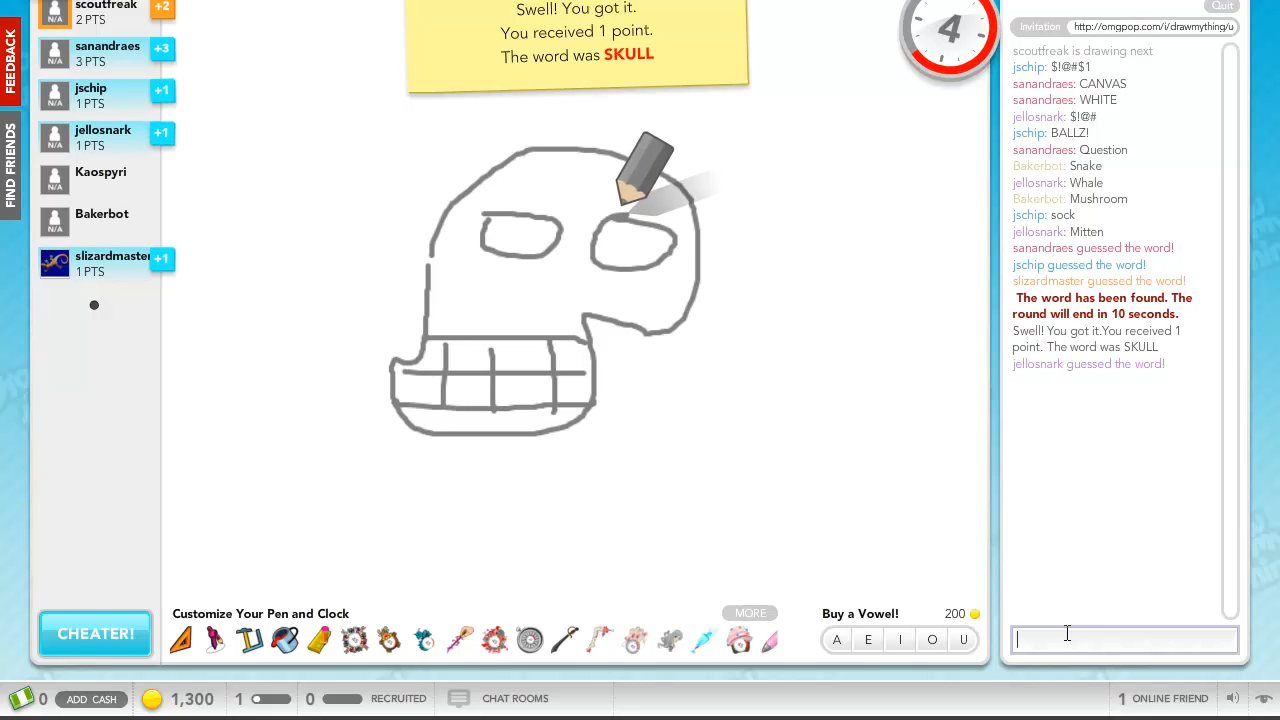 FEEDBACK
FIND FRIENDS
N/A
scoutfreak
2 PTS
+2
N/A
sanandraes
3 PTS
+3
N/A
jschip
1 PTS
+1
N/A
jellosnark
1 PTS
+1
N/A
Kaospyri
N/A
Bakerbot
slizardmaster
1 PTS
+1
CHEATER!
Swell! You got it.
You received 1 point.
The word was SKULL
4
Customize Your Pen and Clock
MORE
Buy a Vowel!
200
A E I O U
Quit
Invitation
http://omgpop.com/i/drawmything/u
scoutfreak is drawing next
jschip: $!@#$1
sanandraes: CANVAS
sanandraes: WHITE
jellosnark: $!@#
jschip: BALLZ!
sanandraes: Question
Bakerbot: Snake
jellosnark: Whale
Bakerbot: Mushroom
jschip: sock
jellosnark: Mitten
sanandraes guessed the word!
jschip guessed the word!
slizardmaster guessed the word!
The word has been found. The
round will end in 10 seconds.
Swell! You got it.You received 1
point. The word was SKULL
jellosnark guessed the word!
0
ADD CASH
1,300
1
0
RECRUITED
CHAT ROOMS
1 ONLINE FRIEND